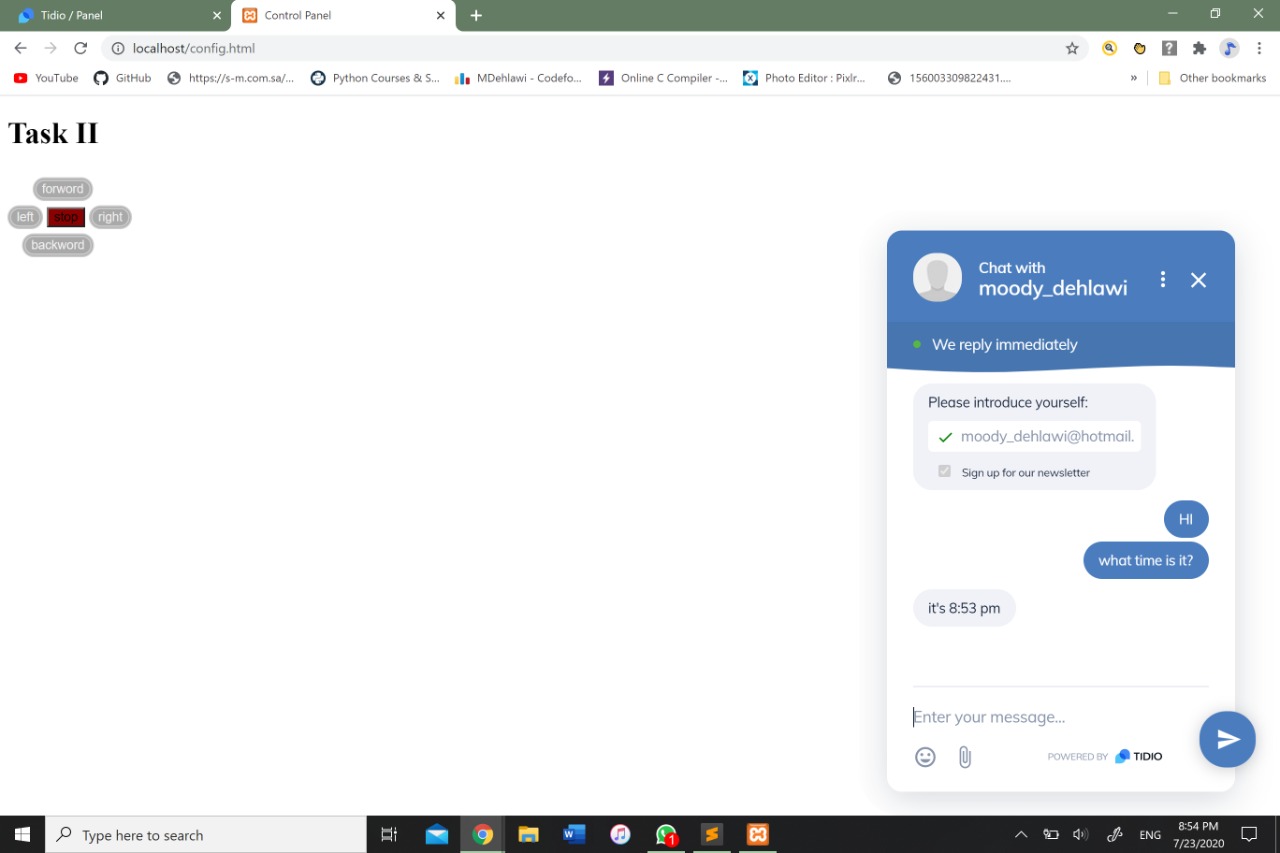 Tidio / Panel
Control Panel
localhost/config.html
YouTube
GitHub
https://s-m.com.sa/...
Python Courses & S...
MDehlawi - Codefo...
Online C Compiler -...
Photo Editor : Pixlr...
156003309822431....
»
Other bookmarks
Task II
forword
left
stop
right
backword
Chat with
moody_dehlawi
We reply immediately
Please introduce yourself:
moody_dehlawi@hotmail.
Sign up for our newsletter
HI
what time is it?
it's 8:53 pm
Enter your message...
POWERED BY TIDIO
Type here to search
1
ENG
8:54 PM
7/23/2020